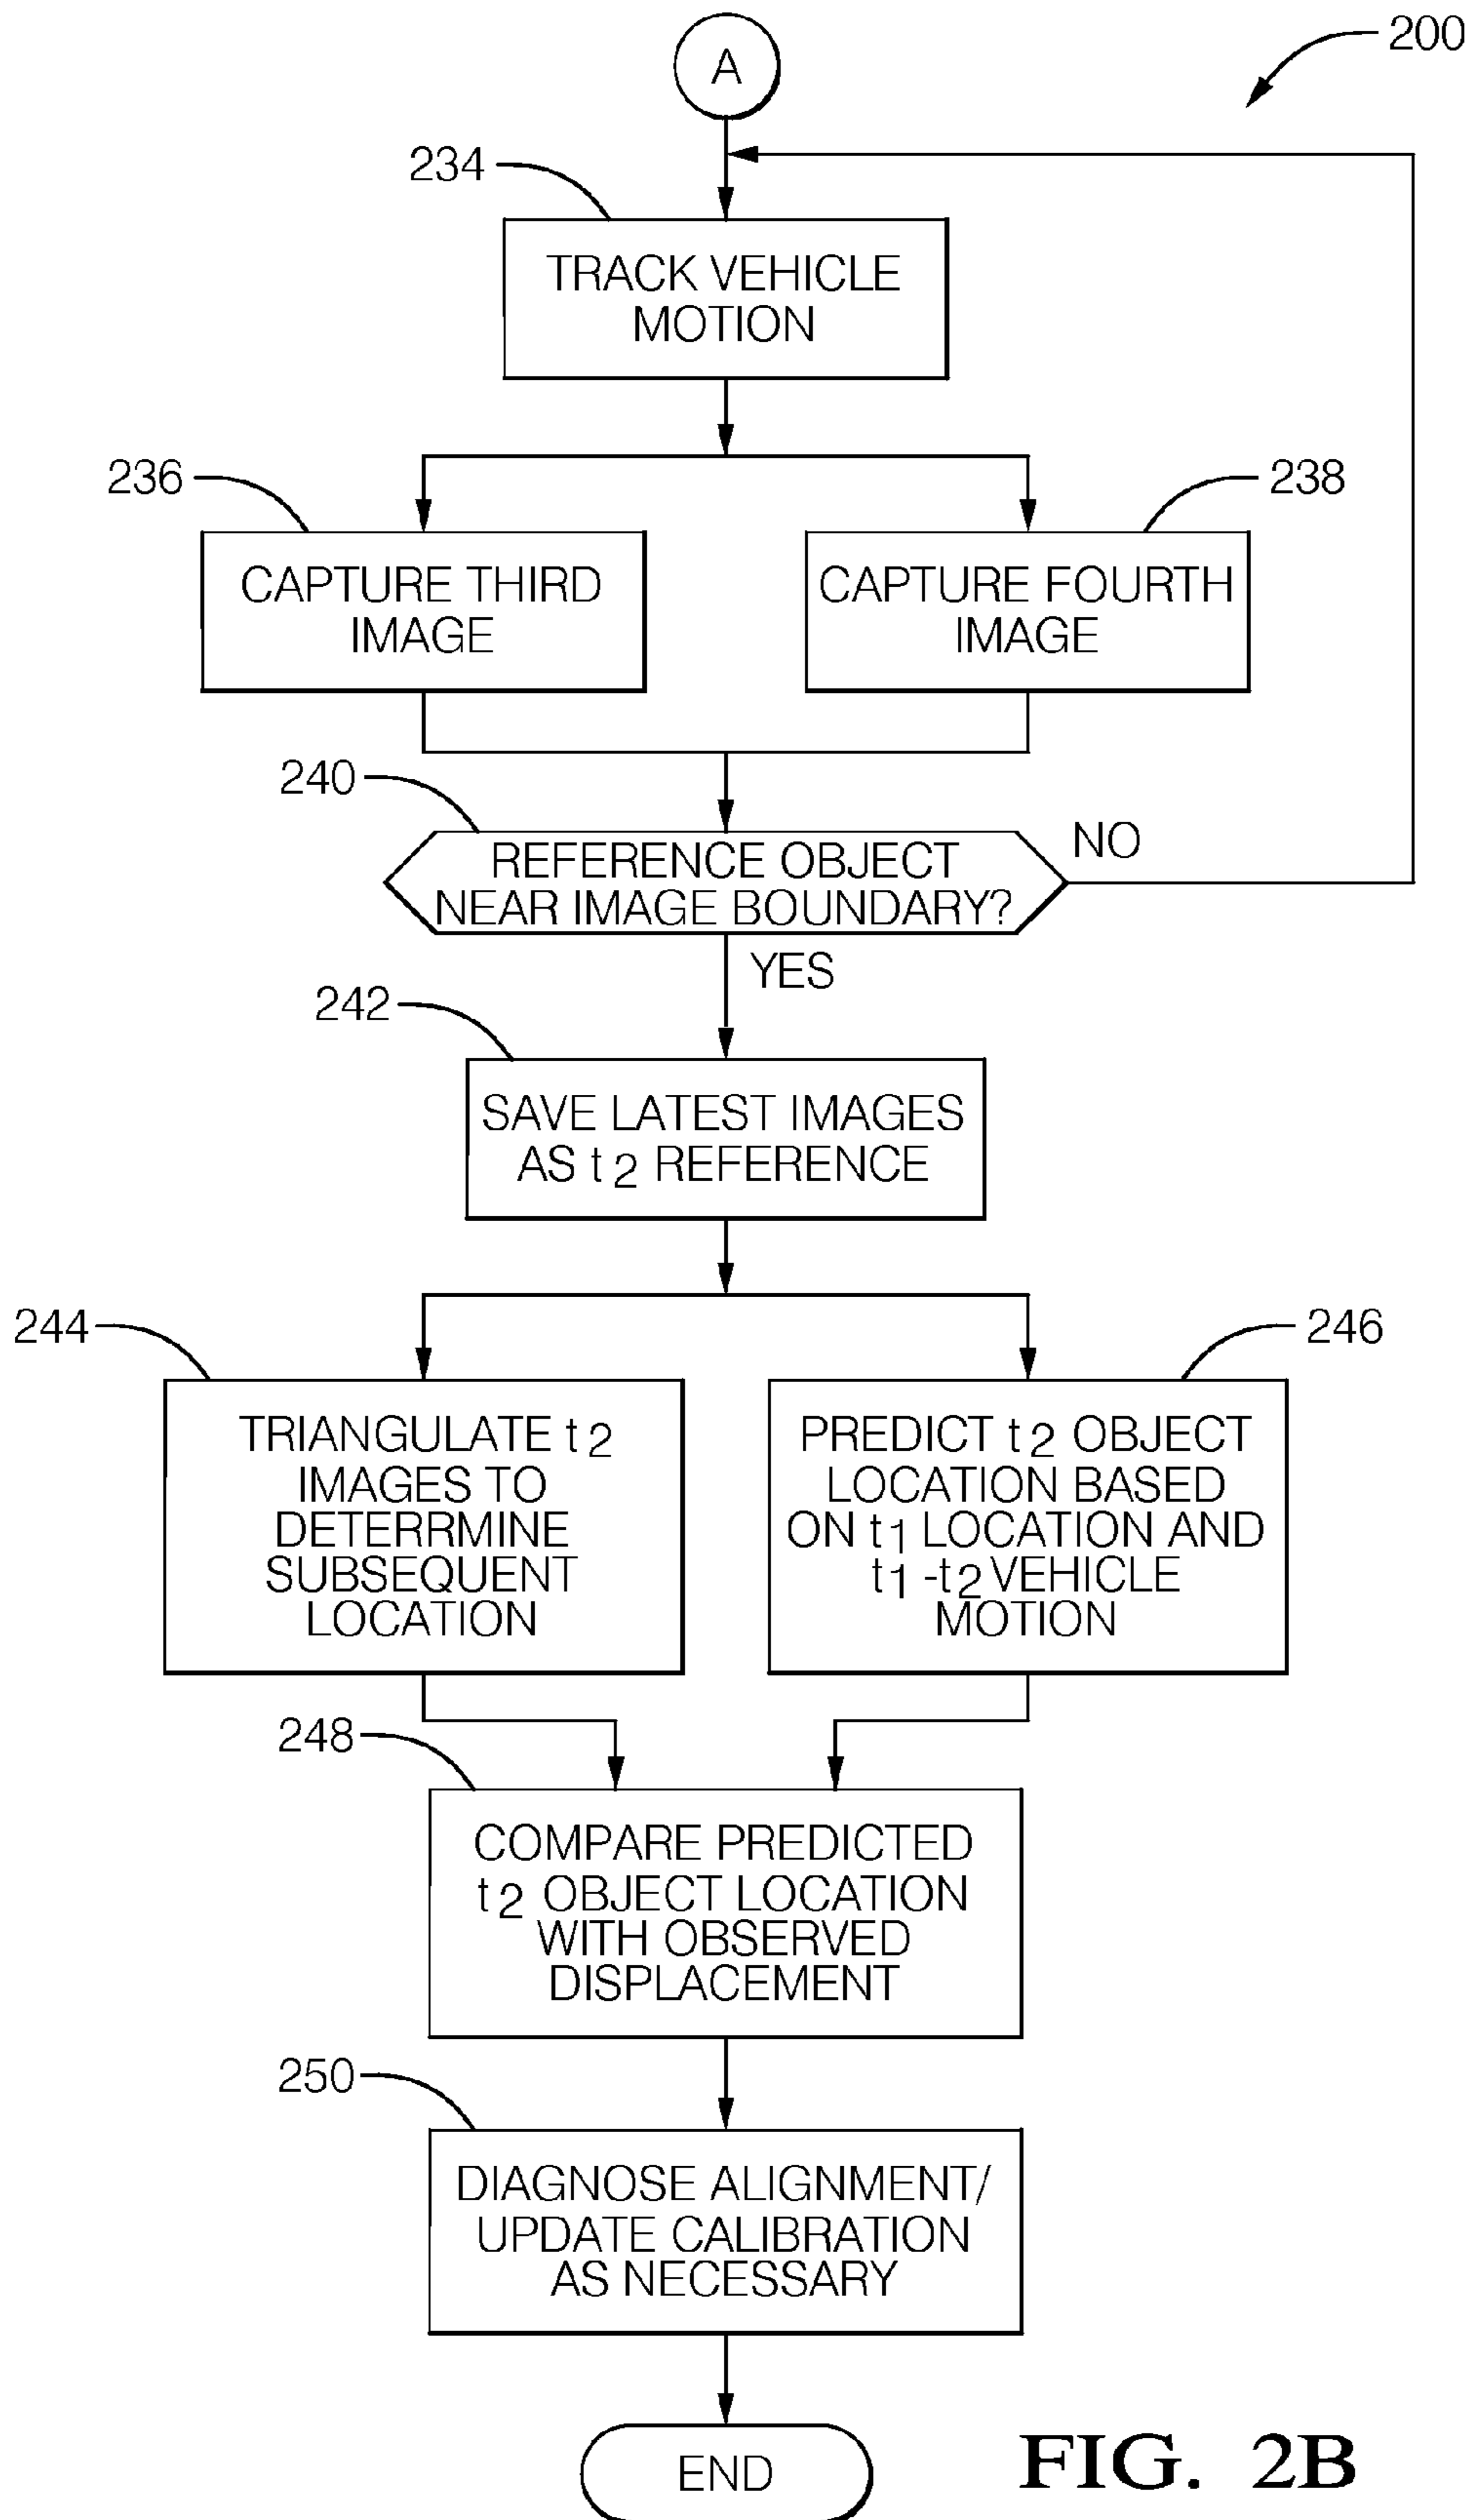 A
200
234
TRACK VEHICLE
MOTION
236
238
CAPTURE THIRD
IMAGE
CAPTURE FOURTH
IMAGE
240
REFERENCE OBJECT
NEAR IMAGE BOUNDARY?
NO
YES
242
SAVE LATEST IMAGES
AS t2 REFERENCE
244
246
TRIANGULATE t2
IMAGES TO
DETERRMINE
SUBSEQUENT
LOCATION
PREDICT t2 OBJECT
LOCATION BASED
ON t1 LOCATION AND
t1 -t2 VEHICLE
MOTION
248
COMPARE PREDICTED
t2 OBJECT LOCATION
WITH OBSERVED
DISPLACEMENT
250
DIAGNOSE ALIGNMENT/
UPDATE CALIBRATION
AS NECESSARY
END
FIG. 2B